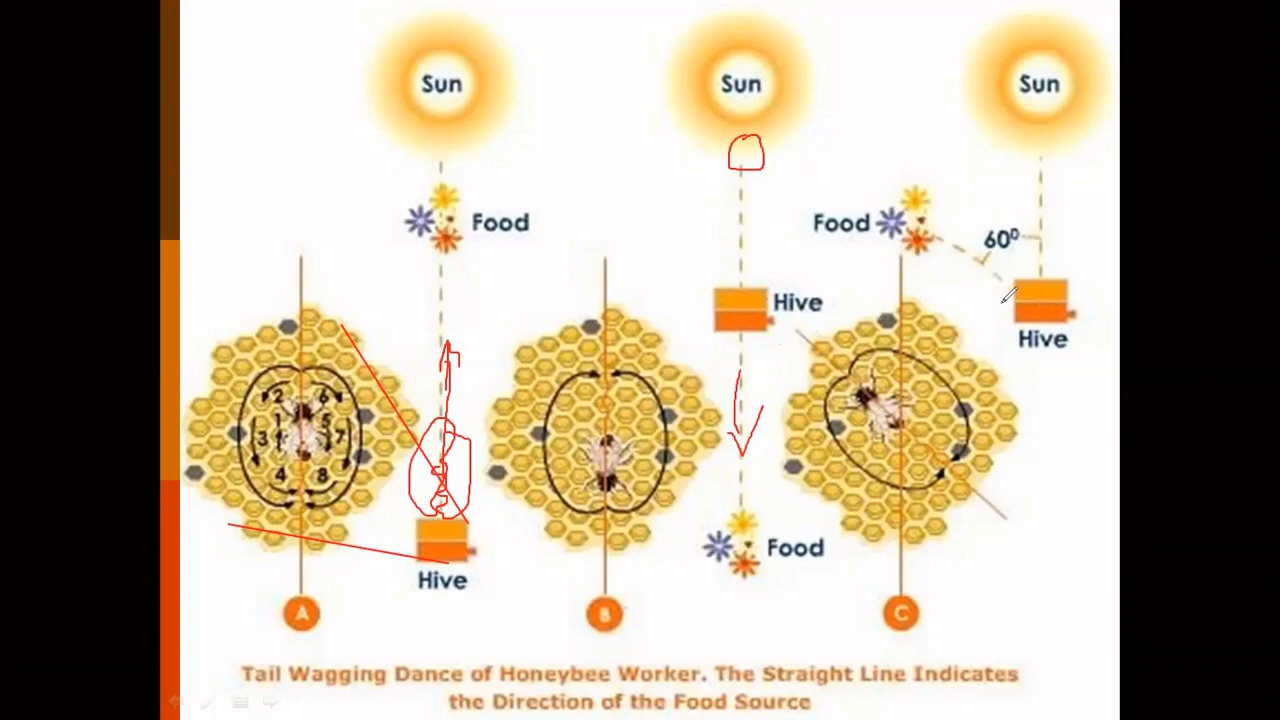 Sun
Sun
Sun
Food
Food
60⁰
Hive
Hive
2 6
1 5
3 7
4 8
Food
Hive
A
B
C
Tail Wagging Dance of Honeybee Worker. The Straight Line Indicates
the Direction of the Food Source